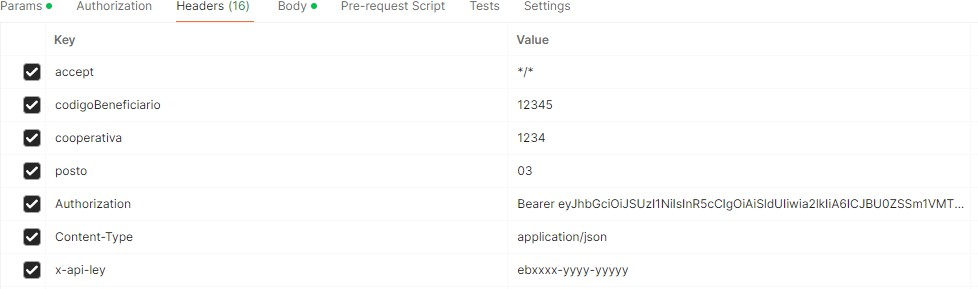 Params Authorization Headers (16) Body Pre-request Script Tests Settings
Key Value
accept */*
codigoBeneficiario 12345
cooperativa 1234
posto 03
Authorization Bearer eyJhbGciOiJSUzI1NiIsInR5cCIgOiAiSldUIiwia2lkIiA6ICJBU0ZSSm1VMT...
Content-Type application/json
x-api-ley ebxxxx-yyyy-yyyyy